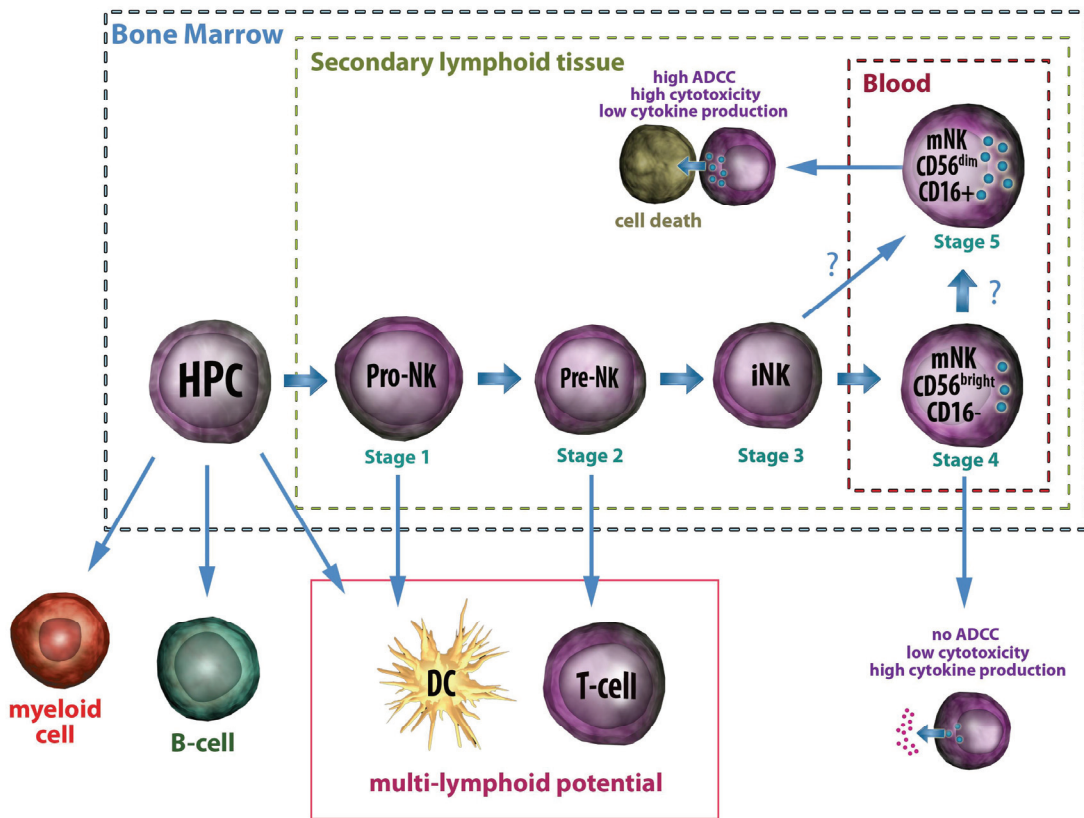 Bone Marrow
Secondary lymphoid tissue
Blood
high ADCC
high cytotoxicity
low cytokine production
cell death
mNK
CD56dim
CD16+
Stage 5
?
?
HPC
Pro-NK
Stage 1
Pre-NK
Stage 2
iNK
Stage 3
mNK
CD56bright
CD16-
Stage 4
myeloid
cell
B-cell
DC
T-cell
multi-lymphoid potential
no ADCC
low cytotoxicity
high cytokine production